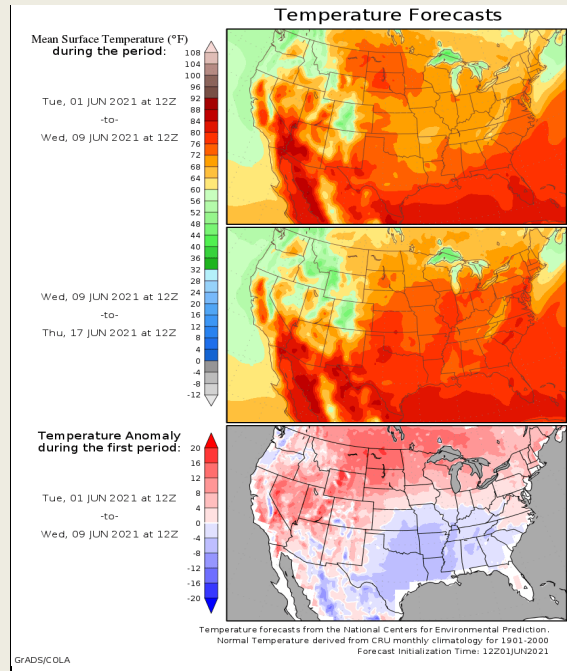 Temperature Forecasts
Mean Surface Temperature (°F)
during the period:
108
104
100
96
92
88
84
80
76
72
68
64
60
56
52
48
44
40
36
32
28
24
20
16
12
8
4
0
-4
-8
-12
Tue, 01 JUN 2021 at 12Z
-to-
Wed, 09 JUN 2021 at 12Z
Wed, 09 JUN 2021 at 12Z
-to-
Thu, 17 JUN 2021 at 12Z
Temperature Anomaly
during the first period:
20
16
12
8
4
0
-4
-8
-12
-16
-20
Tue, 01 JUN 2021 at 12Z
-to-
Wed, 09 JUN 2021 at 12Z
Temperature forecasts from the National Centers for Environmental Prediction.
Normal Temperature derived from CRU monthly climatology for 1901-2000
Forecast Initialization Time: 12Z01JUN2021
GrADS/COLA